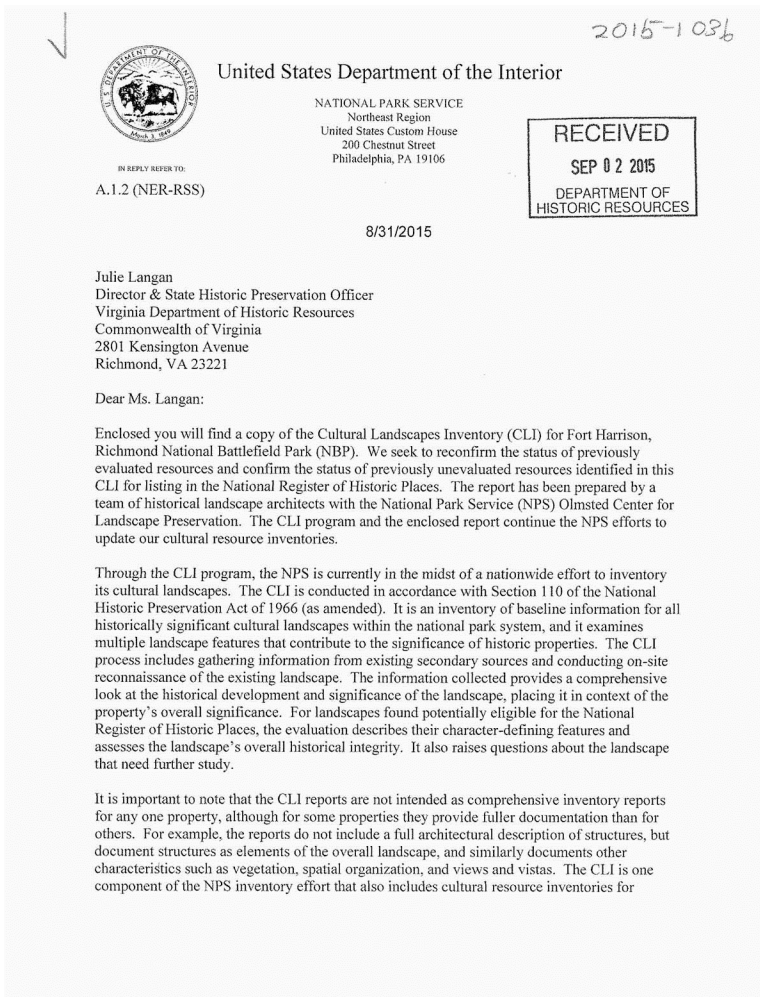 2015-1036
U.S. DEPARTMENT OF THE INTERIOR
March 3, 1849
United States Department of the Interior
NATIONAL PARK SERVICE
Northeast Region
United States Custom House
200 Chestnut Street
Philadelphia, PA 19106
IN REPLY REFER TO:
A.1.2 (NER-RSS)
RECEIVED
SEP 02 2015
DEPARTMENT OF
HISTORIC RESOURCES
8/31/2015
Julie Langan
Director & State Historic Preservation Officer
Virginia Department of Historic Resources
Commonwealth of Virginia
2801 Kensington Avenue
Richmond, VA 23221
Dear Ms. Langan:
Enclosed you will find a copy of the Cultural Landscapes Inventory (CLI) for Fort Harrison,
Richmond National Battlefield Park (NBP). We seek to reconfirm the status of previously
evaluated resources and confirm the status of previously unevaluated resources identified in this
CLI for listing in the National Register of Historic Places. The report has been prepared by a
team of historical landscape architects with the National Park Service (NPS) Olmsted Center for
Landscape Preservation. The CLI program and the enclosed report continue the NPS efforts to
update our cultural resource inventories.
Through the CLI program, the NPS is currently in the midst of a nationwide effort to inventory
its cultural landscapes. The CLI is conducted in accordance with Section 110 of the National
Historic Preservation Act of 1966 (as amended). It is an inventory of baseline information for all
historically significant cultural landscapes within the national park system, and it examines
multiple landscape features that contribute to the significance of historic properties. The CLI
process includes gathering information from existing secondary sources and conducting on-site
reconnaissance of the existing landscape. The information collected provides a comprehensive
look at the historical development and significance of the landscape, placing it in context of the
property's overall significance. For landscapes found potentially eligible for the National
Register of Historic Places, the evaluation describes their character-defining features and
assesses the landscape's overall historical integrity. It also raises questions about the landscape
that need further study.
It is important to note that the CLI reports are not intended as comprehensive inventory reports
for any one property, although for some properties they provide fuller documentation than for
others. For example, the reports do not include a full architectural description of structures, but
document structures as elements of the overall landscape, and similarly documents other
characteristics such as vegetation, spatial organization, and views and vistas. The CLI is one
component of the NPS inventory effort that also includes cultural resource inventories for